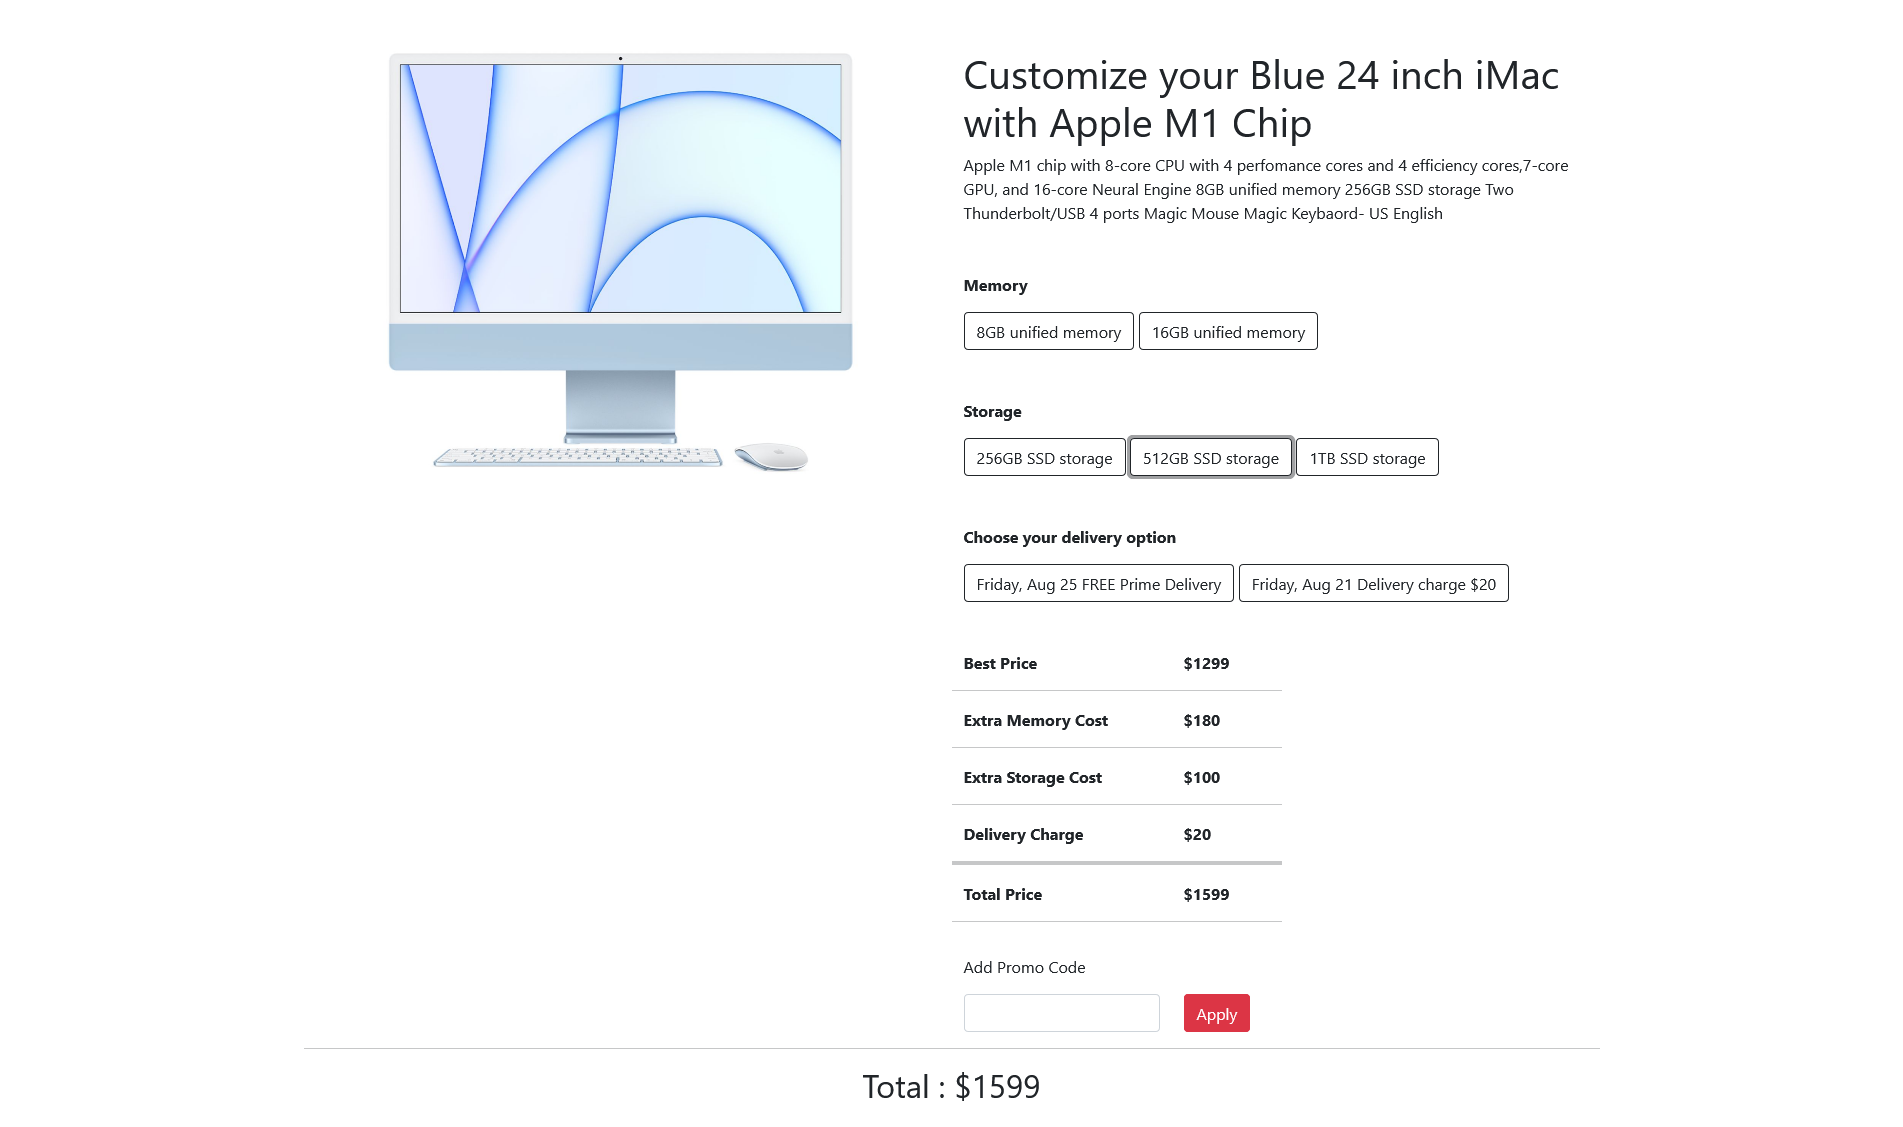 Customize your Blue 24 inch iMac
with Apple M1 Chip
Apple M1 chip with 8-core CPU with 4 perfomance cores and 4 efficiency cores,7-core
GPU, and 16-core Neural Engine 8GB unified memory 256GB SSD storage Two
Thunderbolt/USB 4 ports Magic Mouse Magic Keybaord- US English
Memory
8GB unified memory 16GB unified memory
Storage
256GB SSD storage 512GB SSD storage 1TB SSD storage
Choose your delivery option
Friday, Aug 25 FREE Prime Delivery Friday, Aug 21 Delivery charge $20
Best Price $1299
Extra Memory Cost $180
Extra Storage Cost $100
Delivery Charge $20
Total Price $1599
Add Promo Code
Apply
Total : $1599